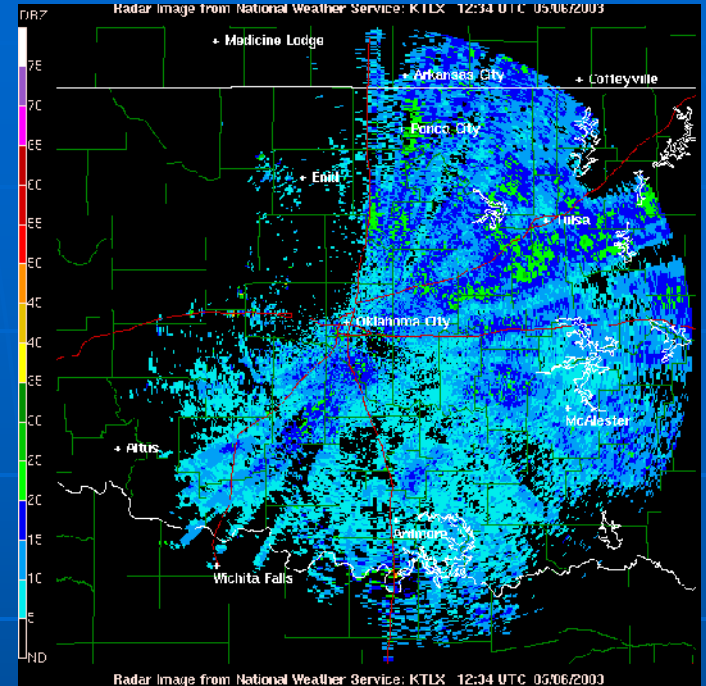 Radar Image from National Weather Service: KTLX 12:34 UTC 05/06/2003
DBZ
+ Medicine Lodge
+ Arkansas City
+ Coffeyville
75
70
+ Ponca City
65
+ Enid
60
+ Tulsa
55
50
45
+ Oklahoma City
40
35
30
+ McAlester
25
+ Altus
20
15
+ Ardmore
10
+ Wichita Falls
5
ND
Radar Image from National Weather Service: KTLX 12:34 UTC 05/06/2003